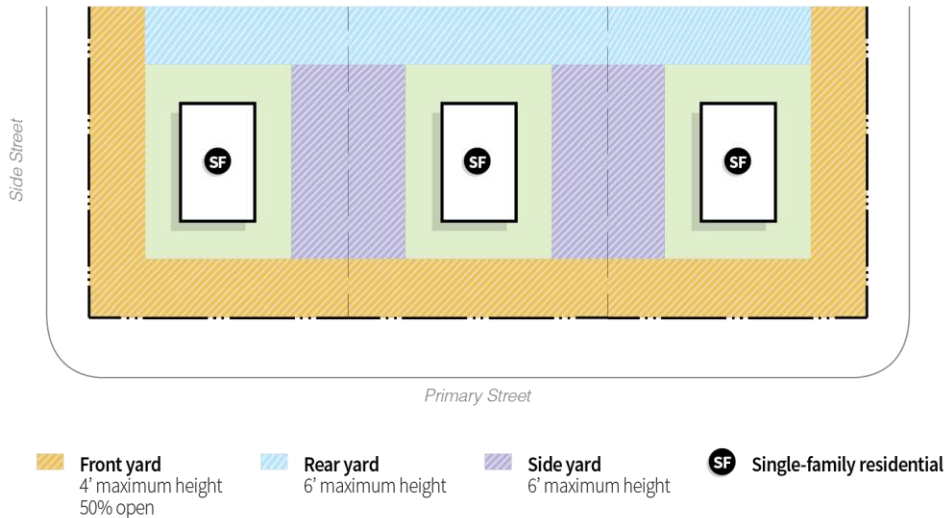 Side Street
SF
SF
SF
Primary Street
Front yard
4’ maximum height
50% open
Rear yard
6’ maximum height
Side yard
6’ maximum height
SF
Single-family residential